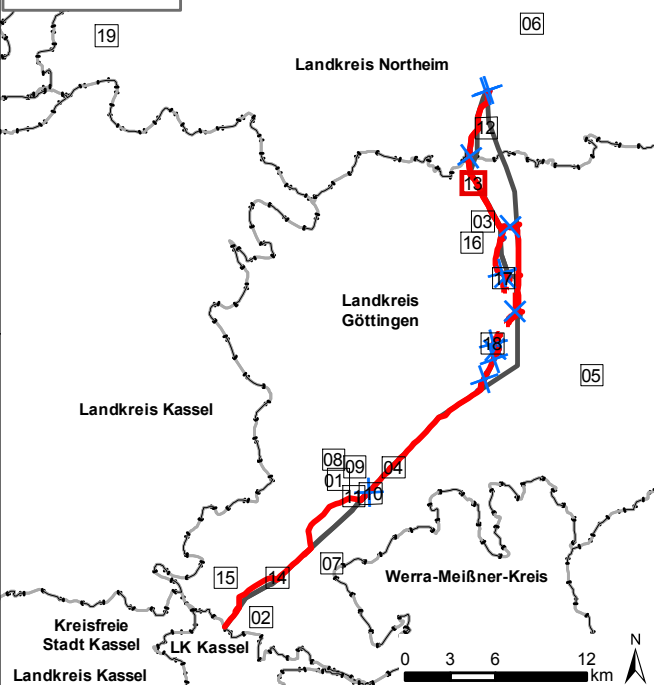 06
19
Landkreis Northeim
12
13
03
16
17
Landkreis
Göttingen
18
05
Landkreis Kassel
08
09
04
01
11
10
07
15
14
Werra-Meißner-Kreis
02
Kreisfreie
Stadt Kassel
LK Kassel
Landkreis Kassel
0 3 6 12
km
N